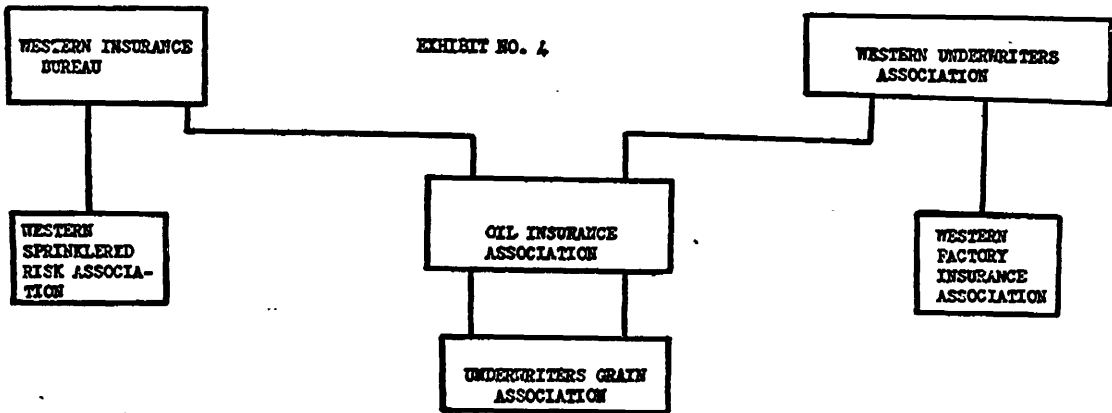 WESTERN INSURANCE
BUREAU
EXHIBIT NO. 4
WESTERN UNDERWRITERS
ASSOCIATION
WESTERN
SPRINKLERED
RISK ASSOCIA-
TION
OIL INSURANCE
ASSOCIATION
WESTERN
FACTORY
INSURANCE
ASSOCIATION
UNDERWRITERS GRAIN
ASSOCIATION